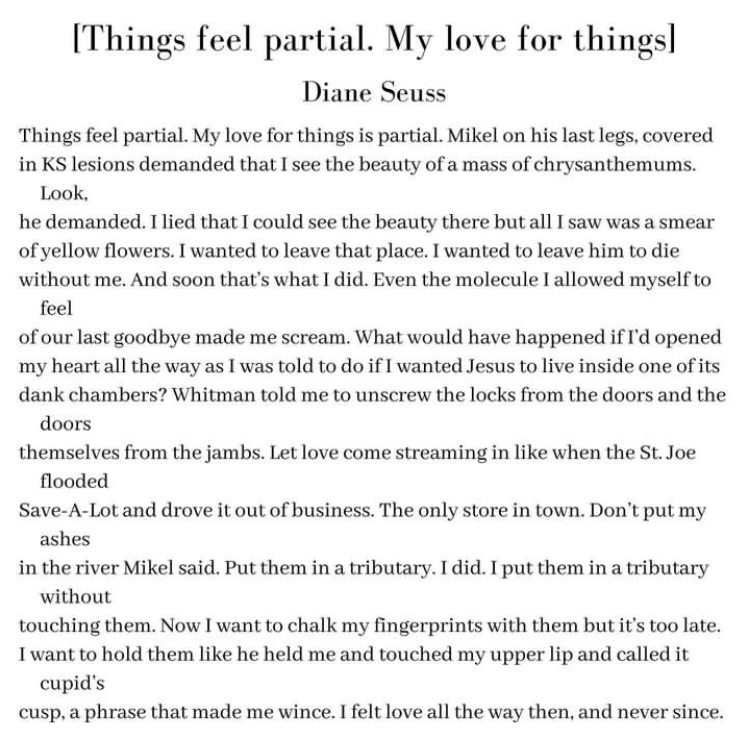 [Things feel partial. My love for things]
Diane Seuss
Things feel partial. My love for things is partial. Mikel on his last legs, covered
in KS lesions demanded that I see the beauty of a mass of chrysanthemums.
Look,
he demanded. I lied that I could see the beauty there but all I saw was a smear
of yellow flowers. I wanted to leave that place. I wanted to leave him to die
without me. And soon that's what I did. Even the molecule I allowed myself to
feel
of our last goodbye made me scream. What would have happened if I'd opened
my heart all the way as I was told to do if I wanted Jesus to live inside one of its
dank chambers? Whitman told me to unscrew the locks from the doors and the
doors
themselves from the jambs. Let love come streaming in like when the St. Joe
flooded
Save-A-Lot and drove it out of business. The only store in town. Don't put my
ashes
in the river Mikel said. Put them in a tributary. I did. I put them in a tributary
without
touching them. Now I want to chalk my fingerprints with them but it's too late.
I want to hold them like he held me and touched my upper lip and called it
cupid's
cusp, a phrase that made me wince. I felt love all the way then, and never since.